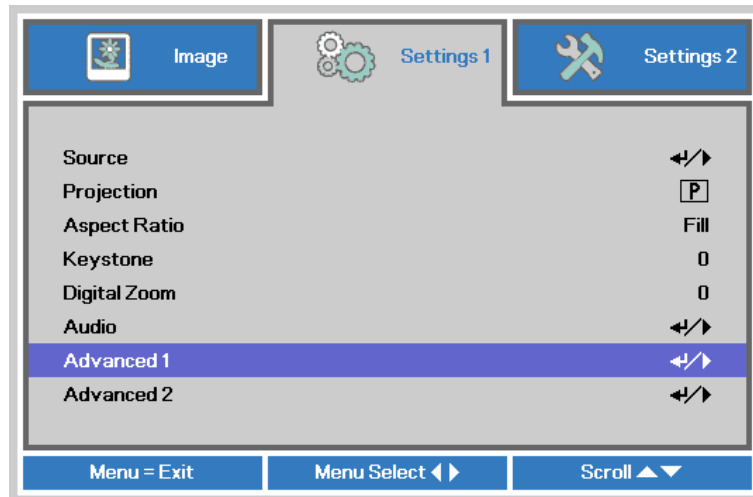 Image
Settings 1
Settings 2
Source
Projection P
Aspect Ratio Fill
Keystone 0
Digital Zoom 0
Audio
Advanced 1
Advanced 2
Menu = Exit
Menu Select
Scroll